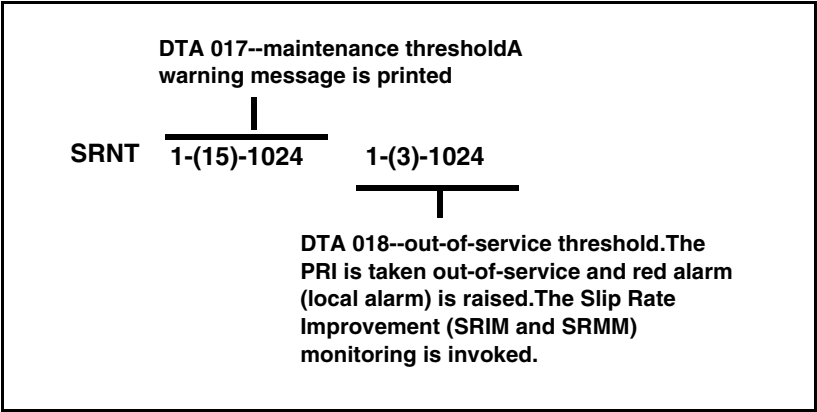 DTA 017--maintenance thresholdA
warning message is printed
SRNT 1-(15)-1024 1-(3)-1024
DTA 018--out-of-service threshold.The
PRI is taken out-of-service and red alarm
(local alarm) is raised.The Slip Rate
Improvement (SRIM and SRMM)
monitoring is invoked.